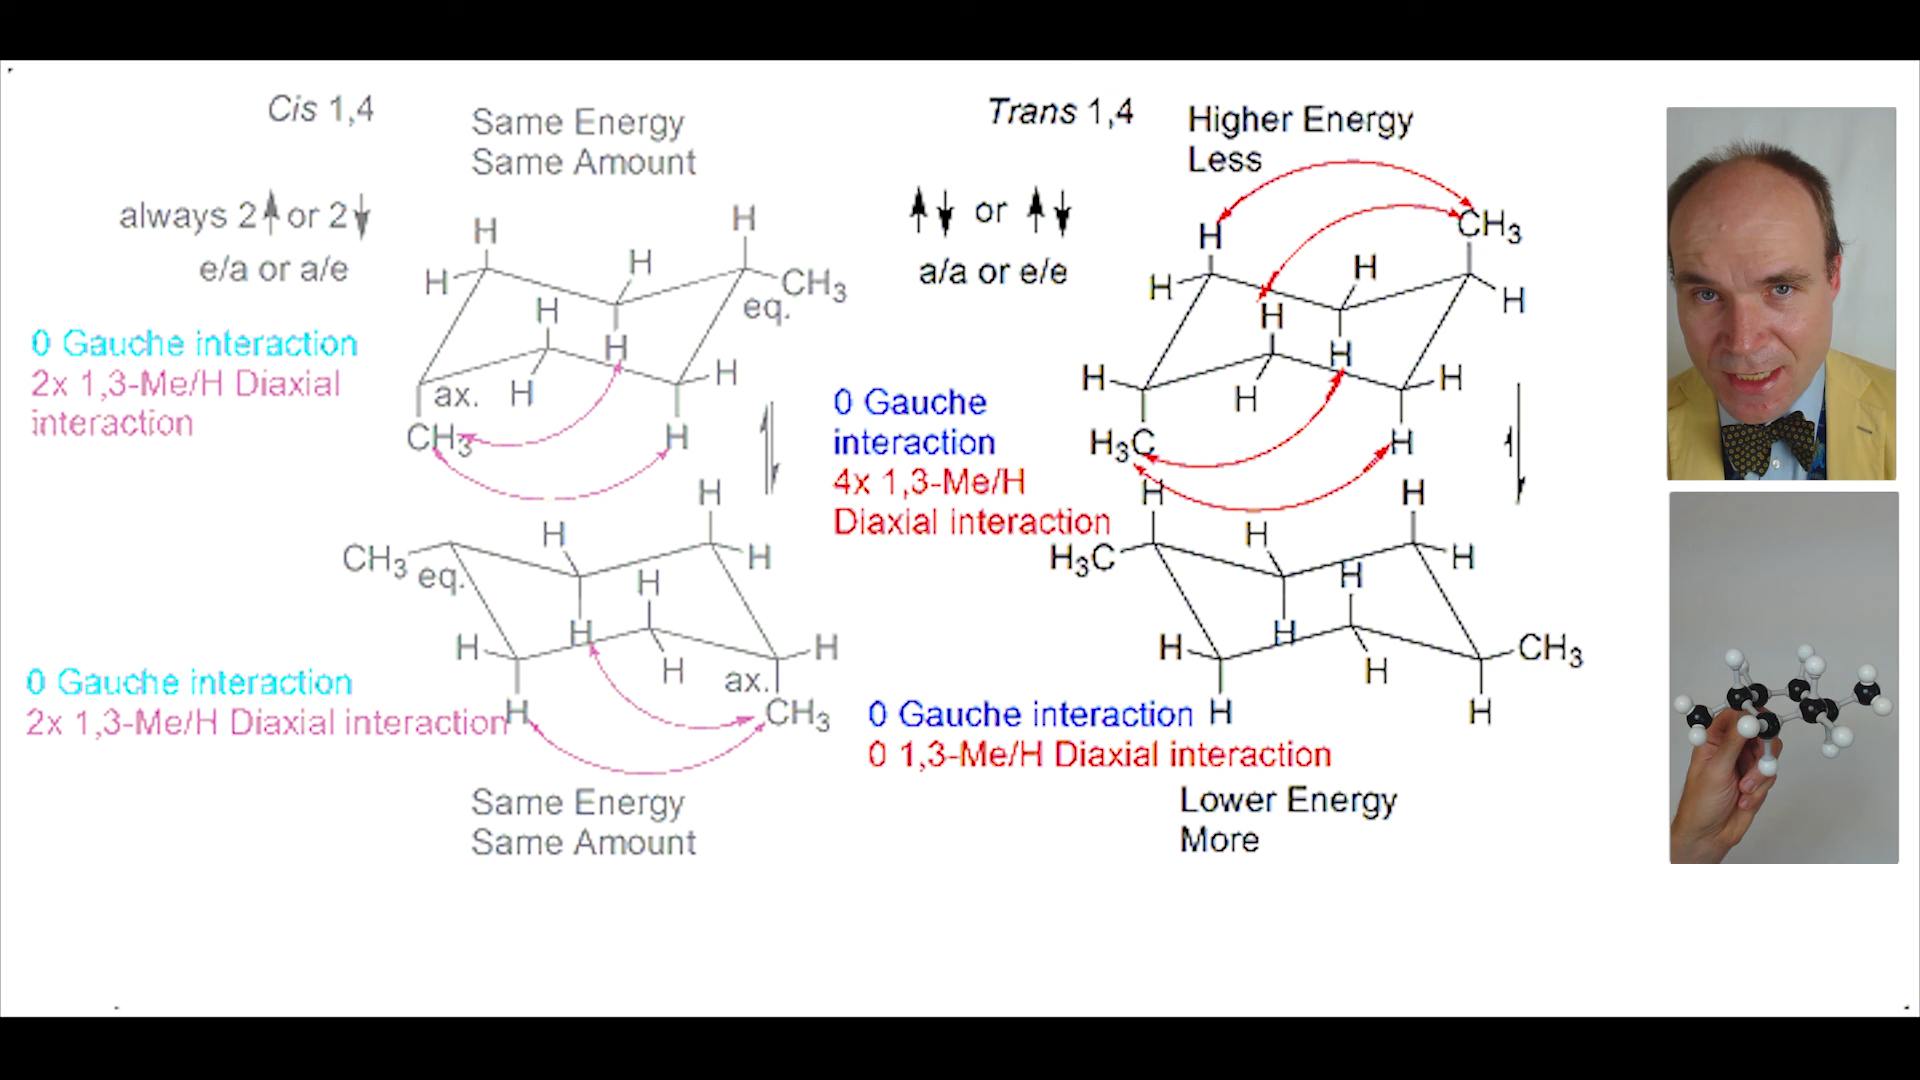 Cis 1,4
Same Energy
Same Amount
always 2↑ or 2↓
e/a or a/e
0 Gauche interaction
2x 1,3-Me/H Diaxial
interaction
H
H
H
H
CH3
eq.
H
H
H
H
ax.
H
CH3
H
0 Gauche interaction
2x 1,3-Me/H Diaxial interaction
H
H
CH3
eq.
H
H
H
H
H
H
ax.
H
CH3
Same Energy
Same Amount
Trans 1,4
Higher Energy
Less
↑↓ or ↑↓
a/a or e/e
H
CH3
H
H
H
H
H
H
H
H
H3C
H
0 Gauche
interaction
4x 1,3-Me/H
Diaxial interaction
H
H
H3C
H
H
H
H
H
CH3
H
H
H
0 Gauche interaction
0 1,3-Me/H Diaxial interaction
Lower Energy
More